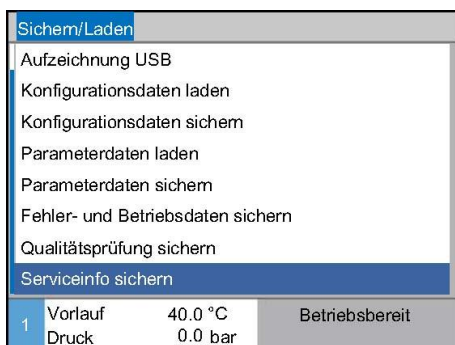 Sichern/Laden
Aufzeichnung USB
Konfigurationsdaten laden
Konfigurationsdaten sichern
Parameterdaten laden
Parameterdaten sichern
Fehler- und Betriebsdaten sichern
Qualitätsprüfung sichern
Serviceinfo sichern
1 Vorlauf 40.0 °C Betriebsbereit
Druck 0.0 bar